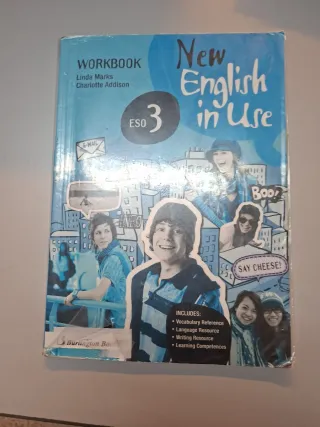 WORKBOOK
Linda Marks
Charlotte Addison
New
English
in Use
ESO 3
E-MAIL
BOO!
SAY CHEESE!
INCLUDES:
• Vocabulary Reference
• Language Resource
• Writing Resource
• Learning Competences
Burlington Books